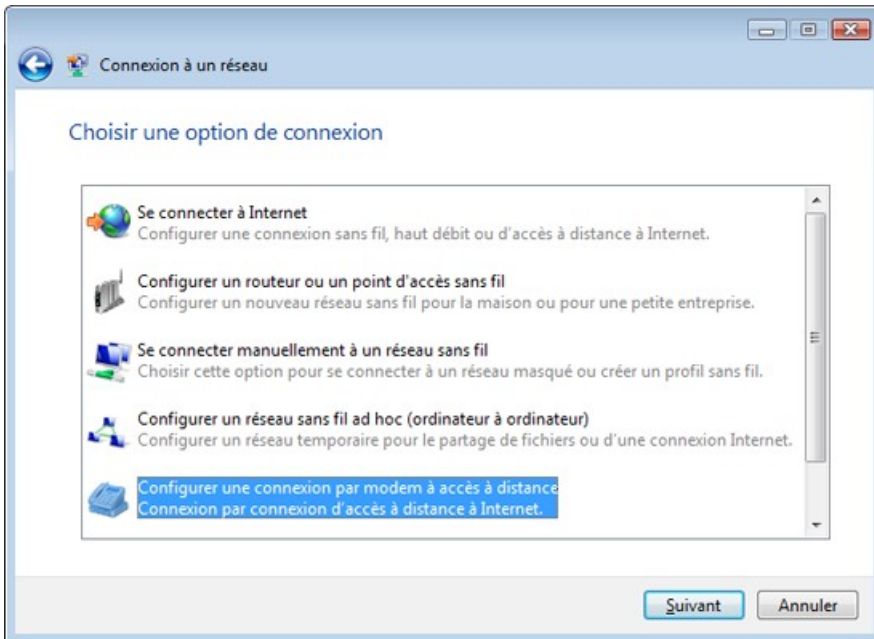 Connexion à un réseau
Choisir une option de connexion
Se connecter à Internet
Configurer une connexion sans fil, haut débit ou d'accès à distance à Internet.
Configurer un routeur ou un point d'accès sans fil
Configurer un nouveau réseau sans fil pour la maison ou pour une petite entreprise.
Se connecter manuellement à un réseau sans fil
Choisir cette option pour se connecter à un réseau masqué ou créer un profil sans fil.
Configurer un réseau sans fil ad hoc (ordinateur à ordinateur)
Configurer un réseau temporaire pour le partage de fichiers ou d'une connexion Internet.
Configurer une connexion par modem à accès à distance
Connexion par connexion d'accès à distance à Internet.
Suivant
Annuler